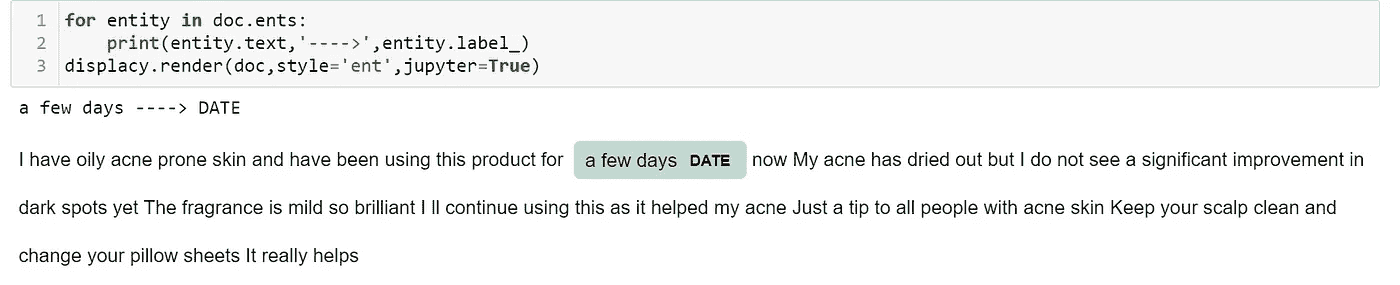 1 for entity in doc.ents:
2     print(entity.text,'---->',entity.label_)
3 displacy.render(doc,style='ent',jupyter=True)
a few days ----> DATE
I have oily acne prone skin and have been using this product for a few days DATE now My acne has dried out but I do not see a significant improvement in
dark spots yet The fragrance is mild so brilliant I ll continue using this as it helped my acne Just a tip to all people with acne skin Keep your scalp clean and
change your pillow sheets It really helps